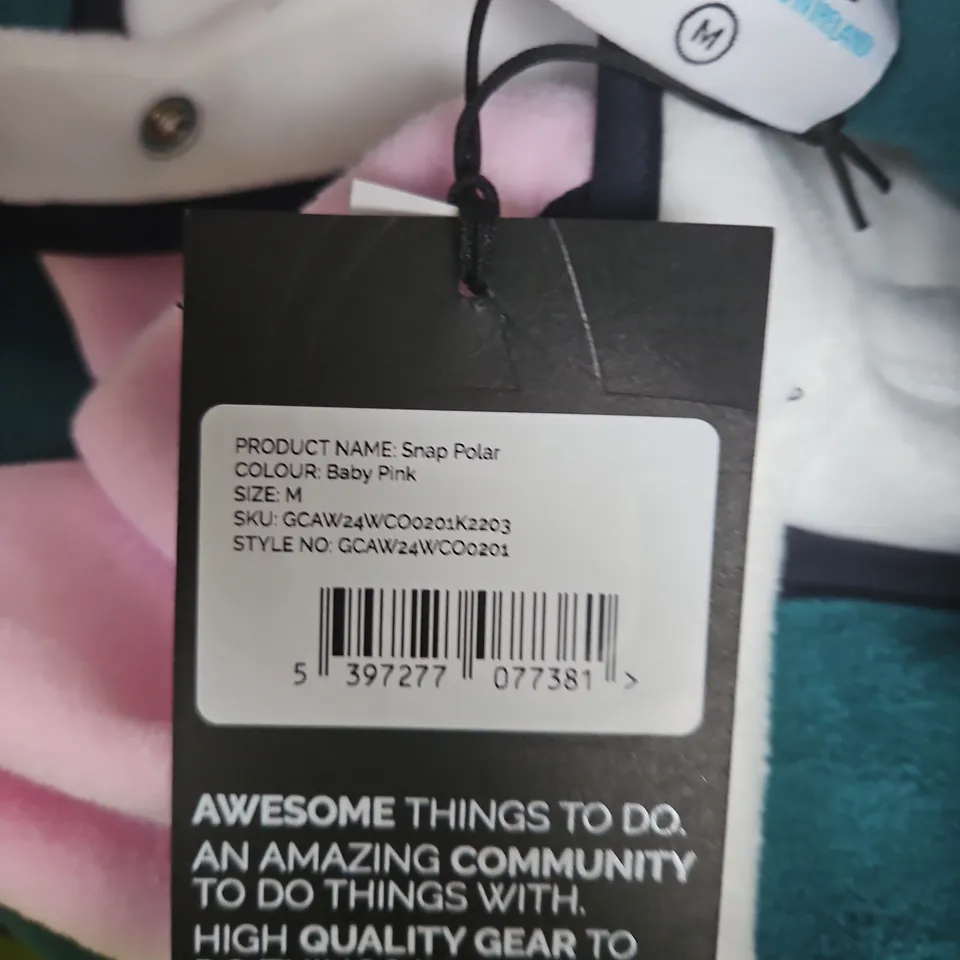 IRELAND
M
PRODUCT NAME: Snap Polar
COLOUR: Baby Pink
SIZE: M
SKU: GCAW24WCO0201K2203
STYLE NO: GCAW24WCO0201
5 397277 077381 >
AWESOME THINGS TO DO.
AN AMAZING COMMUNITY
TO DO THINGS WITH.
HIGH QUALITY GEAR TO